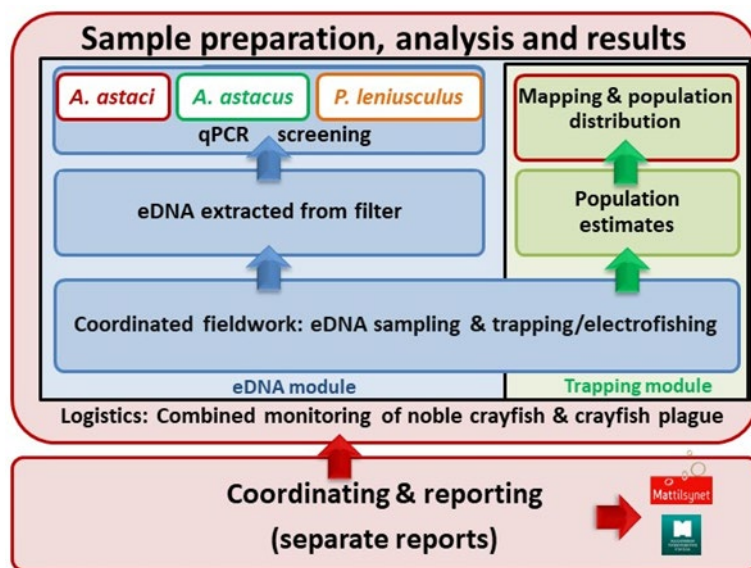 Sample preparation, analysis and results
A. astaci
A. astacus
P. leniusculus
qPCR screening
eDNA extracted from filter
Mapping & population
distribution
Population
estimates
Coordinated fieldwork: eDNA sampling & trapping/electrofishing
eDNA module
Trapping module
Logistics: Combined monitoring of noble crayfish & crayfish plague
Coordinating & reporting
(separate reports)
Mattilsynet